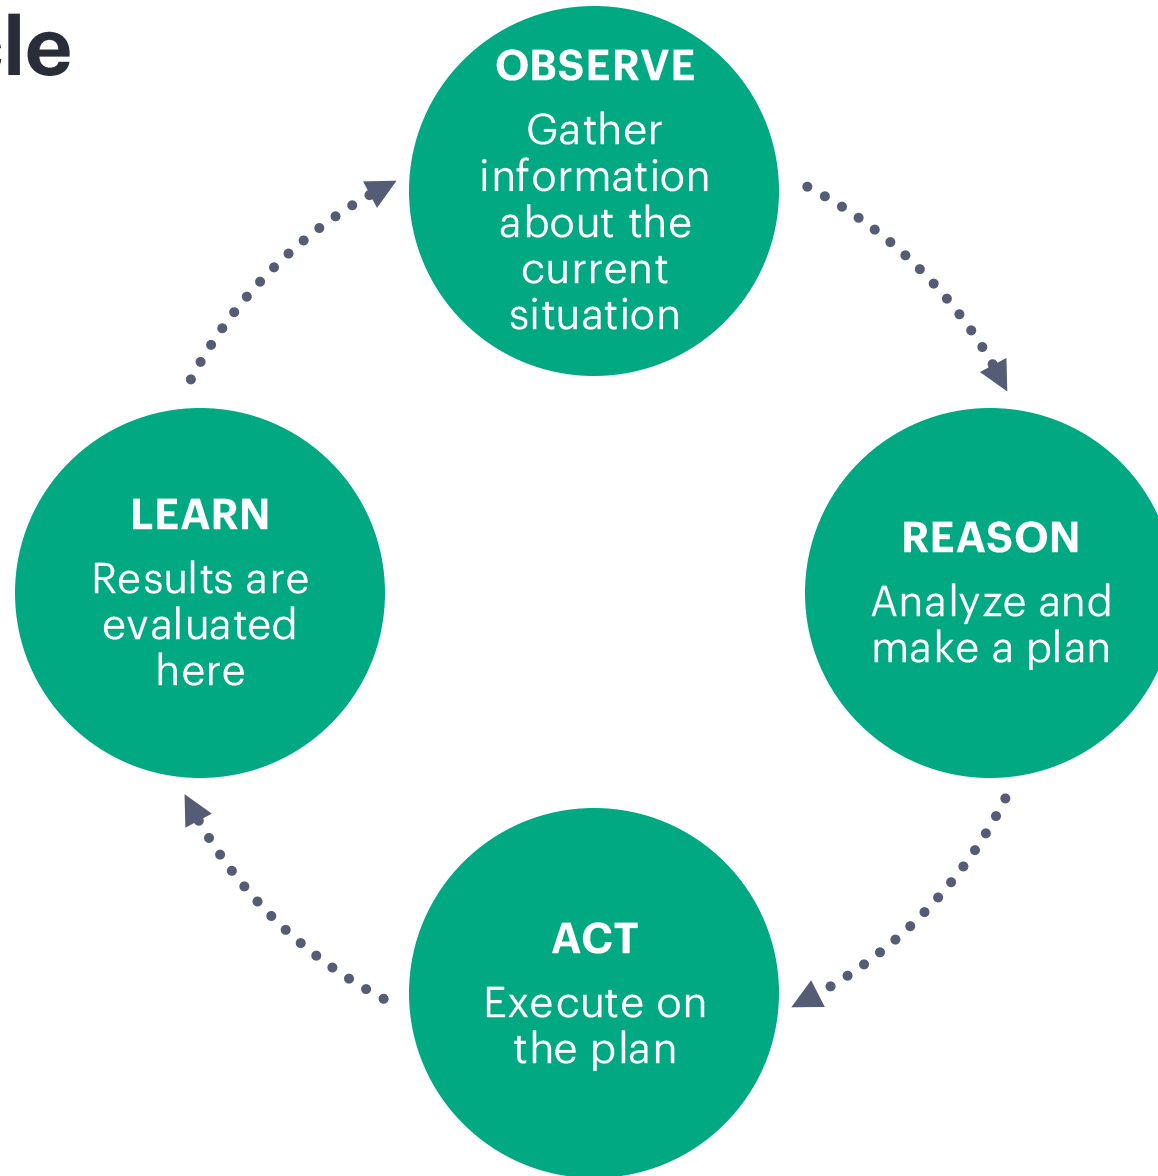 OBSERVE
Gather
information
about the
current
situation
REASON
Analyze and
make a plan
ACT
Execute on
the plan
LEARN
Results are
evaluated
here